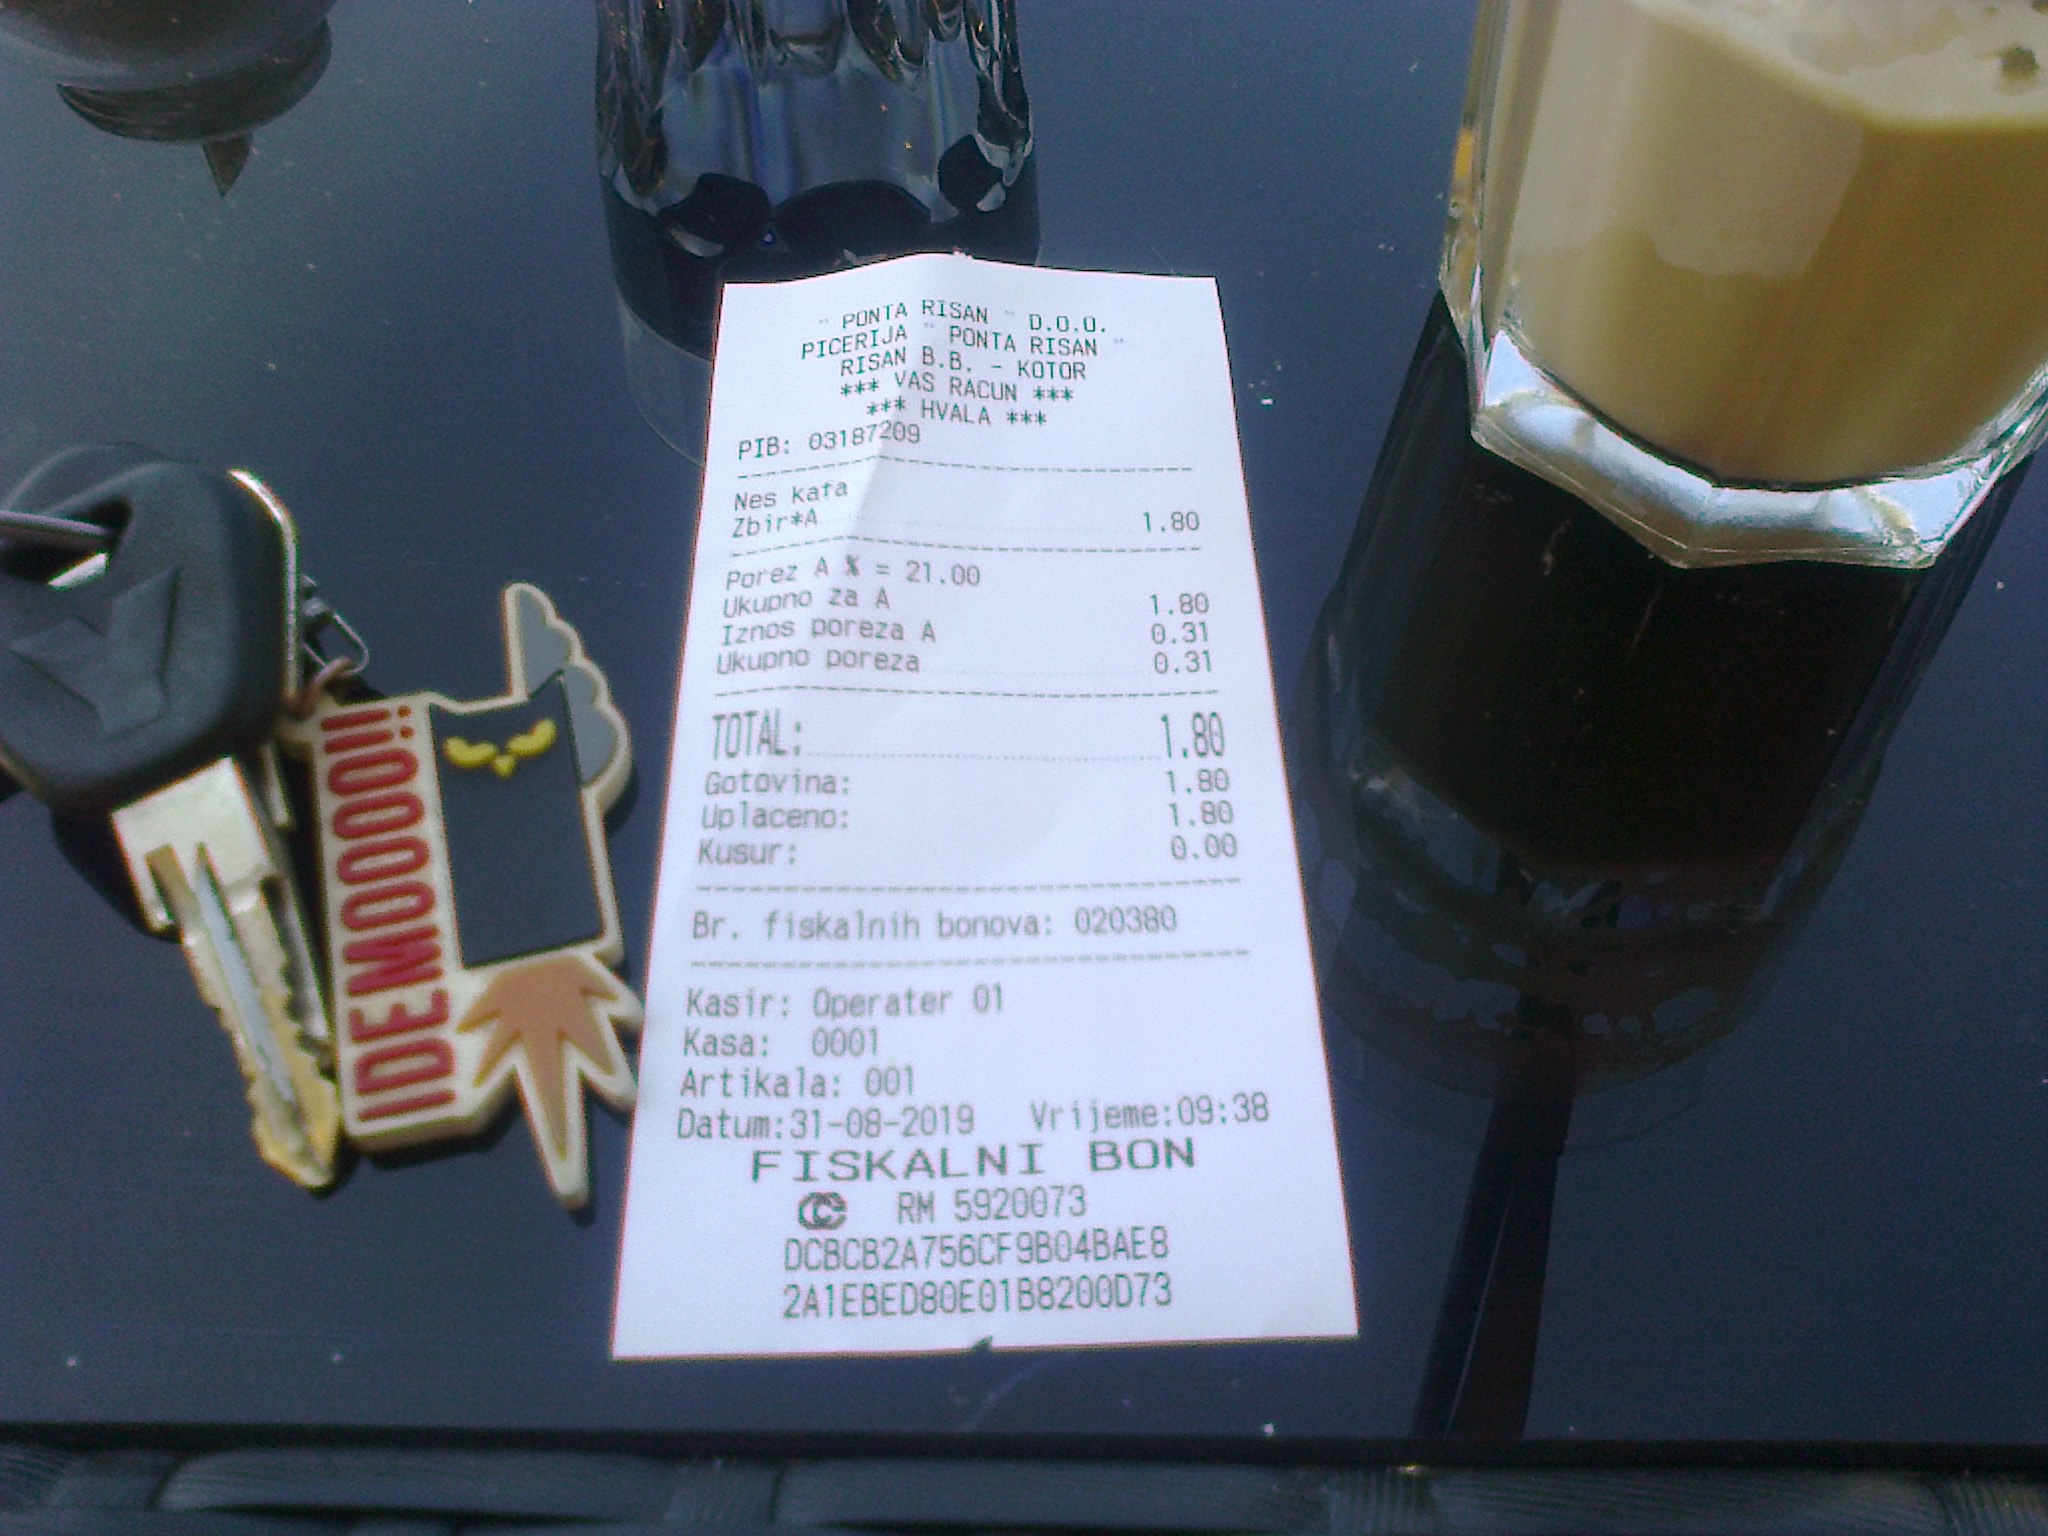 " PONTA RISAN " D.O.O.
PICERIJA " PONTA RISAN "
RISAN B.B. - KOTOR
*** VAS RACUN ***
*** HVALA ***
PIB: 03187209
Nes kafa
Zbir*A 1.80
Porez A % = 21.00
Ukupno za A 1.80
Iznos poreza A 0.31
Ukupno poreza 0.31
TOTAL: 1.80
Gotovina: 1.80
Uplaceno: 1.80
Kusur: 0.00
Br. fiskalnih bonova: 020380
Kasir: Operater 01
Kasa: 0001
Artikala: 001
Datum:31-08-2019 Vrijeme:09:38
FISKALNI BON
RM 5920073
DCBCB2A756CF9B04BAE8
2A1EBED80E01B8200D73
IDEMOOOOO!!